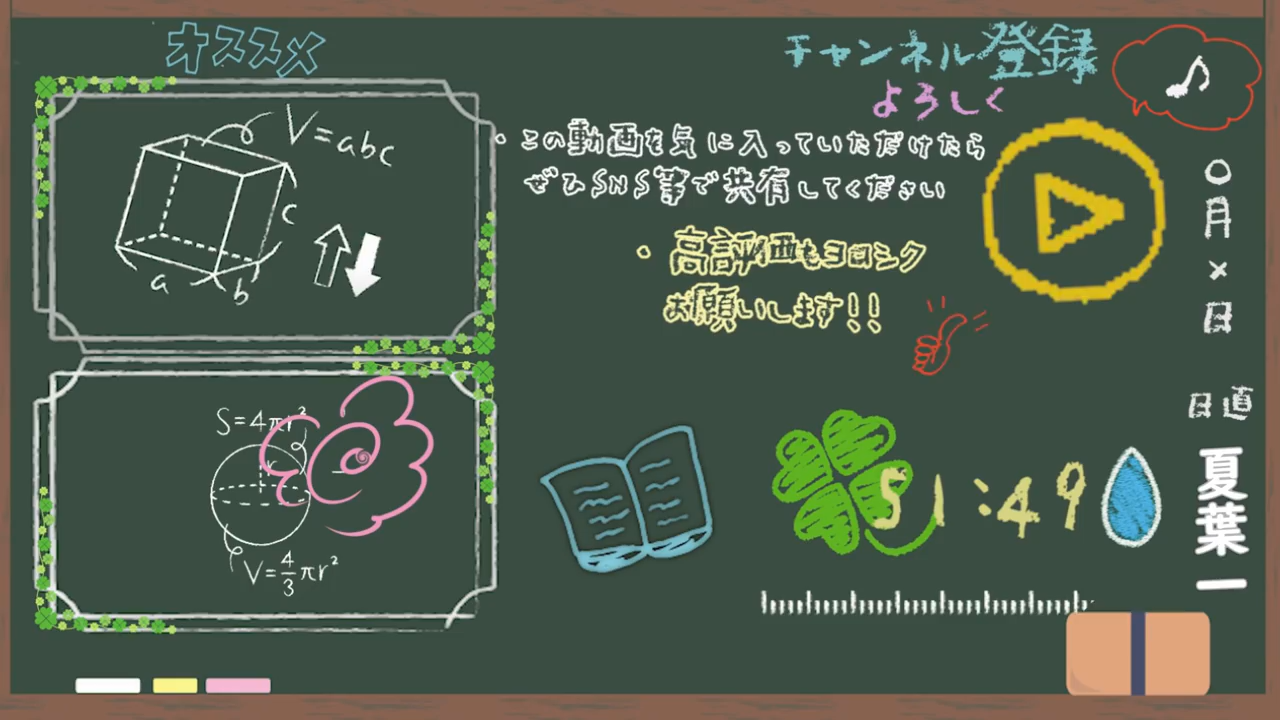 オススメ
チャンネル登録
よろしく
・この動画を気に入っていただけたら
ぜひSNS等で共有してください
・高評価もヨロシク
お願いします!!
V=abc
c
a
b
S=4πr²
r
V=4/3πr²
51:49
〇月×日
日直
夏葉一